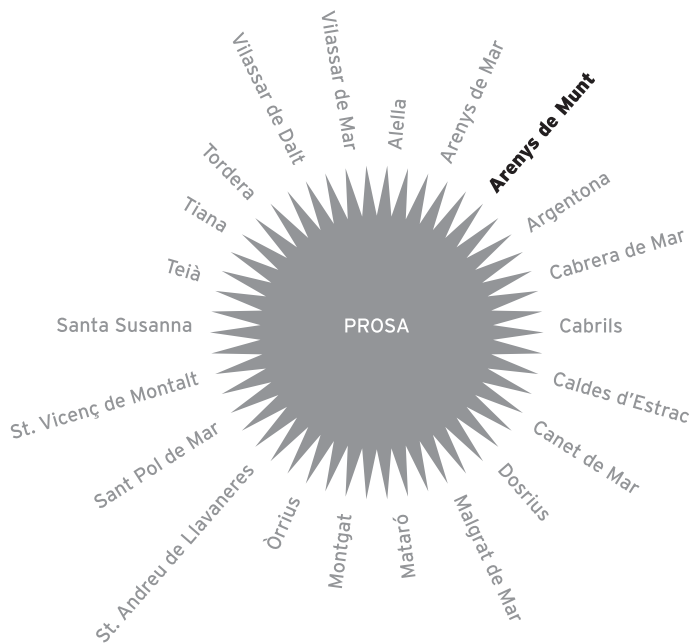 Alella
Arenys de Mar
Arenys de Munt
Argentona
Cabrera de Mar
Cabrils
Caldes d'Estrac
Canet de Mar
Dosrius
Malgrat de Mar
Mataró
Montgat
Òrrius
St. Andreu de Llavaneres
Sant Pol de Mar
St. Vicenç de Montalt
Santa Susanna
Teià
Tiana
Tordera
Vilassar de Dalt
Vilassar de Mar
PROSA